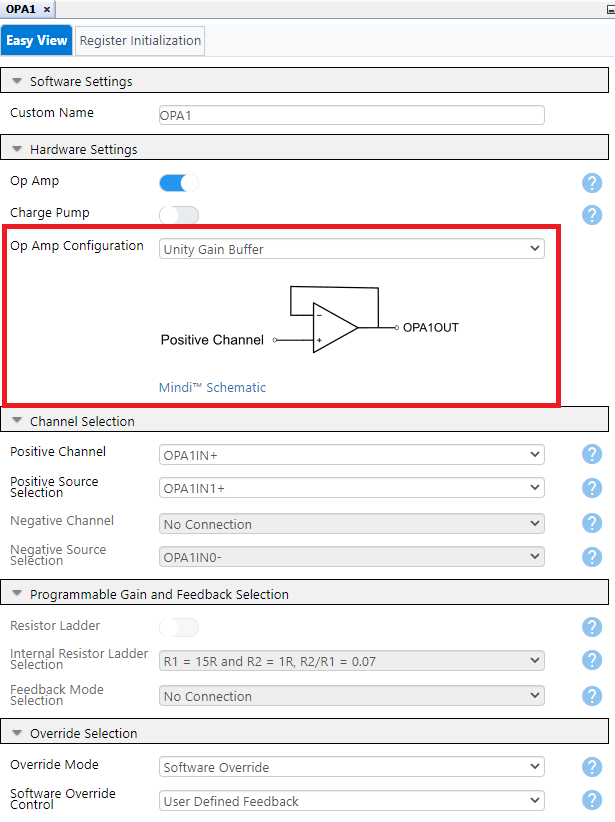 OPA1 ×
Easy View Register Initialization
Software Settings
Custom Name OPA1
Hardware Settings
Op Amp ?
Charge Pump ?
Op Amp Configuration Unity Gain Buffer
−
Positive Channel + OPA1OUT
Mindi™ Schematic
Channel Selection
Positive Channel OPA1IN+ ?
Positive Source
Selection OPA1IN1+ ?
Negative Channel No Connection ?
Negative Source
Selection OPA1IN0- ?
Programmable Gain and Feedback Selection
Resistor Ladder ?
Internal Resistor Ladder
Selection R1 = 15R and R2 = 1R, R2/R1 = 0.07 ?
Feedback Mode
Selection No Connection ?
Override Selection
Override Mode Software Override ?
Software Override
Control User Defined Feedback ?